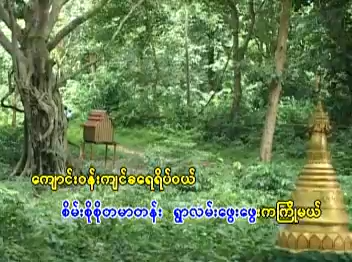 ကျောင်းဝန်းကျင်ခရေရိပ်ဝယ်
စိမ်းစိုစိုတမာတန်း ရွာလမ်းဖွေးဖွေးကကြိုမယ်